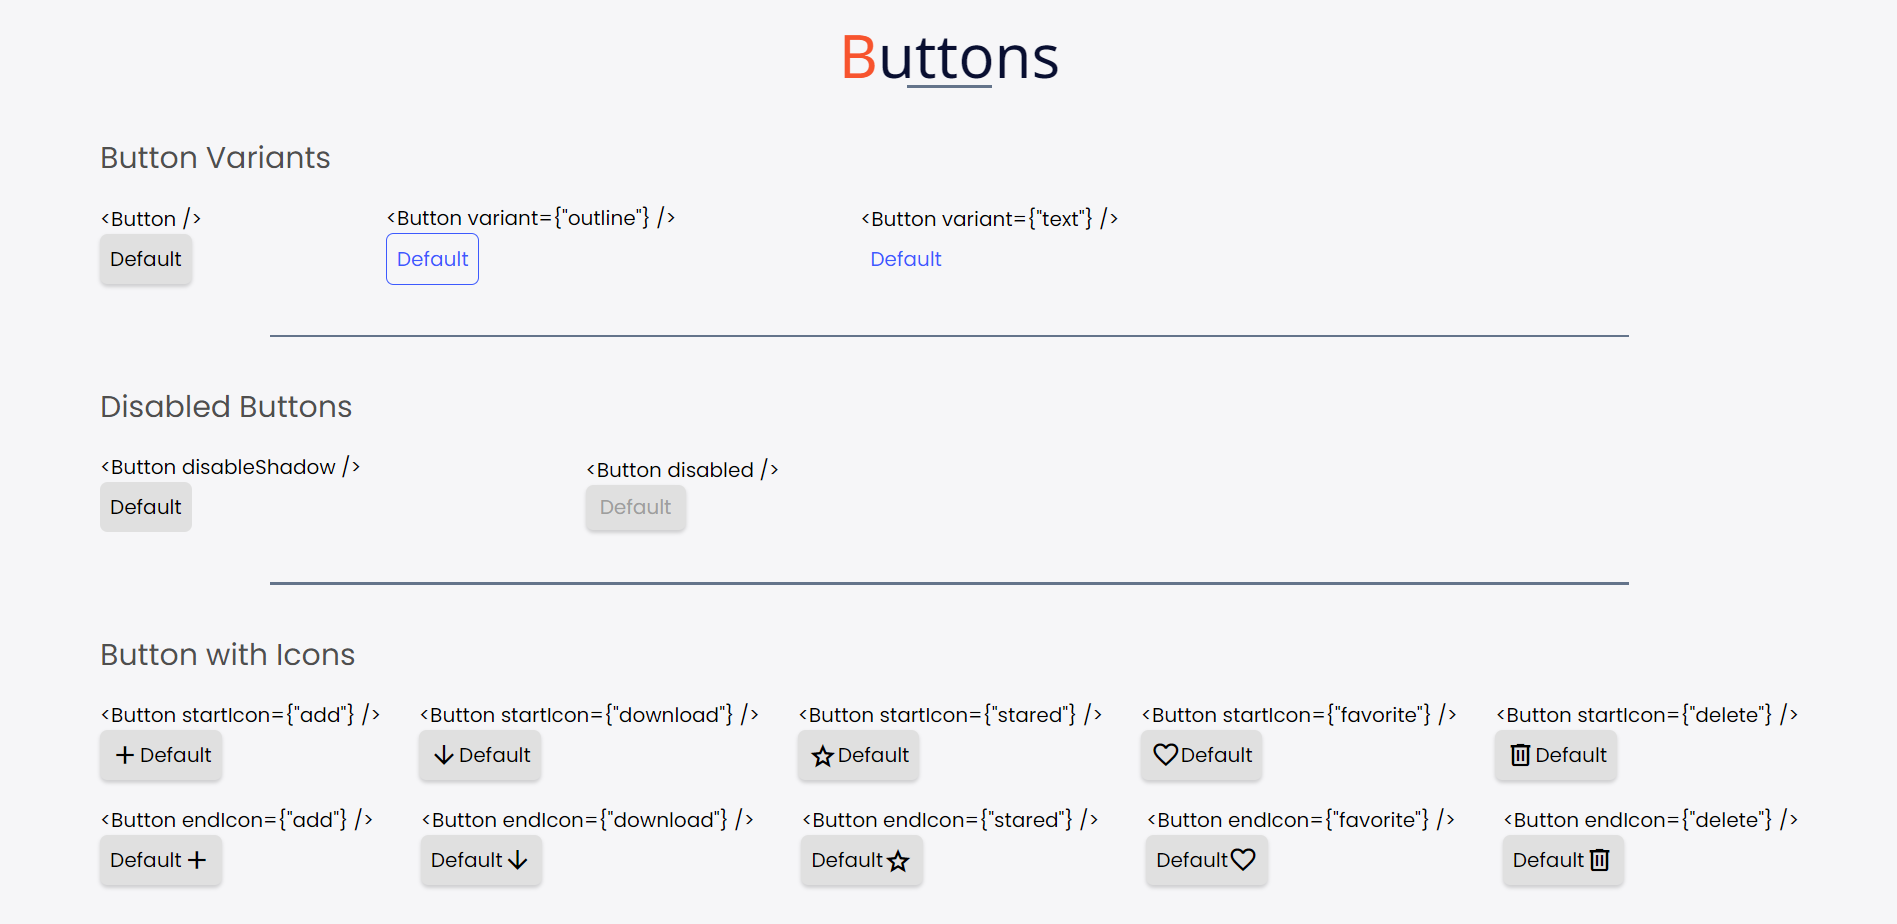 Buttons
Button Variants
<Button /> <Button variant={"outline"} /> <Button variant={"text"} />
Default Default Default
Disabled Buttons
<Button disableShadow /> <Button disabled />
Default Default
Button with Icons
<Button startIcon={"add"} /> <Button startIcon={"download"} /> <Button startIcon={"stared"} /> <Button startIcon={"favorite"} /> <Button startIcon={"delete"} />
Default Default Default Default Default
<Button endIcon={"add"} /> <Button endIcon={"download"} /> <Button endIcon={"stared"} /> <Button endIcon={"favorite"} /> <Button endIcon={"delete"} />
Default Default Default Default Default